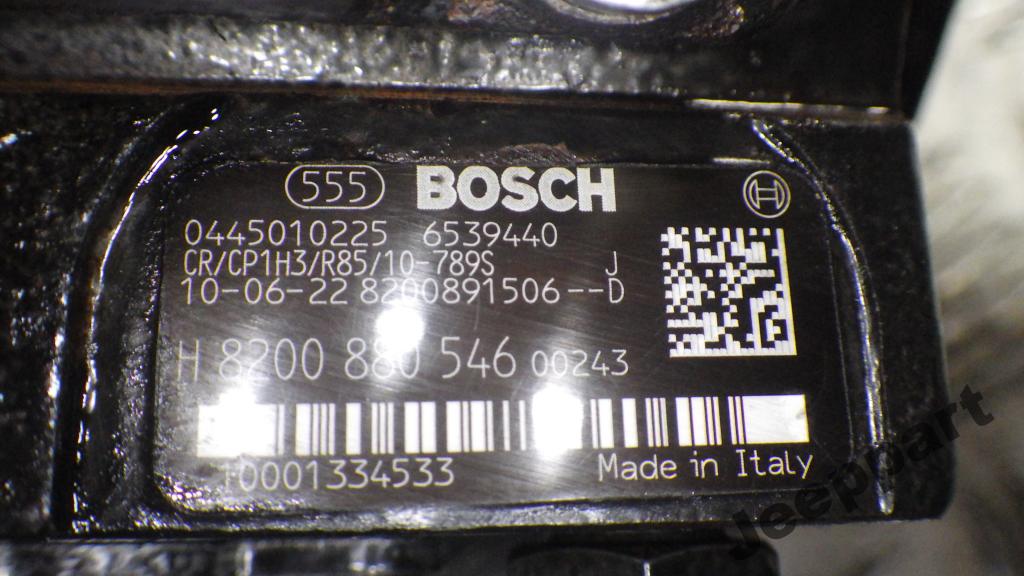 555 BOSCH
0445010225 6539440
CR/CP1H3/R85/10-789S J
10-06-22 8200891506--D
H 8200 880 546 00243
10001334533
Made in Italy
Jeeppart